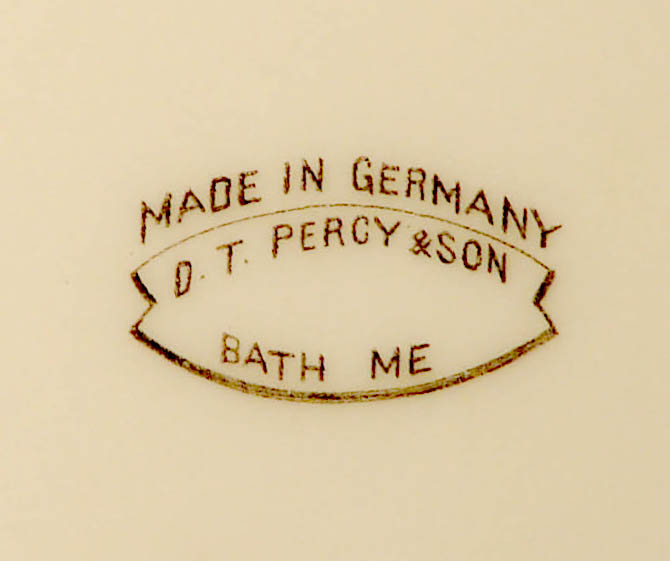 MADE IN GERMANY
D. T. PERCY & SON
BATH ME